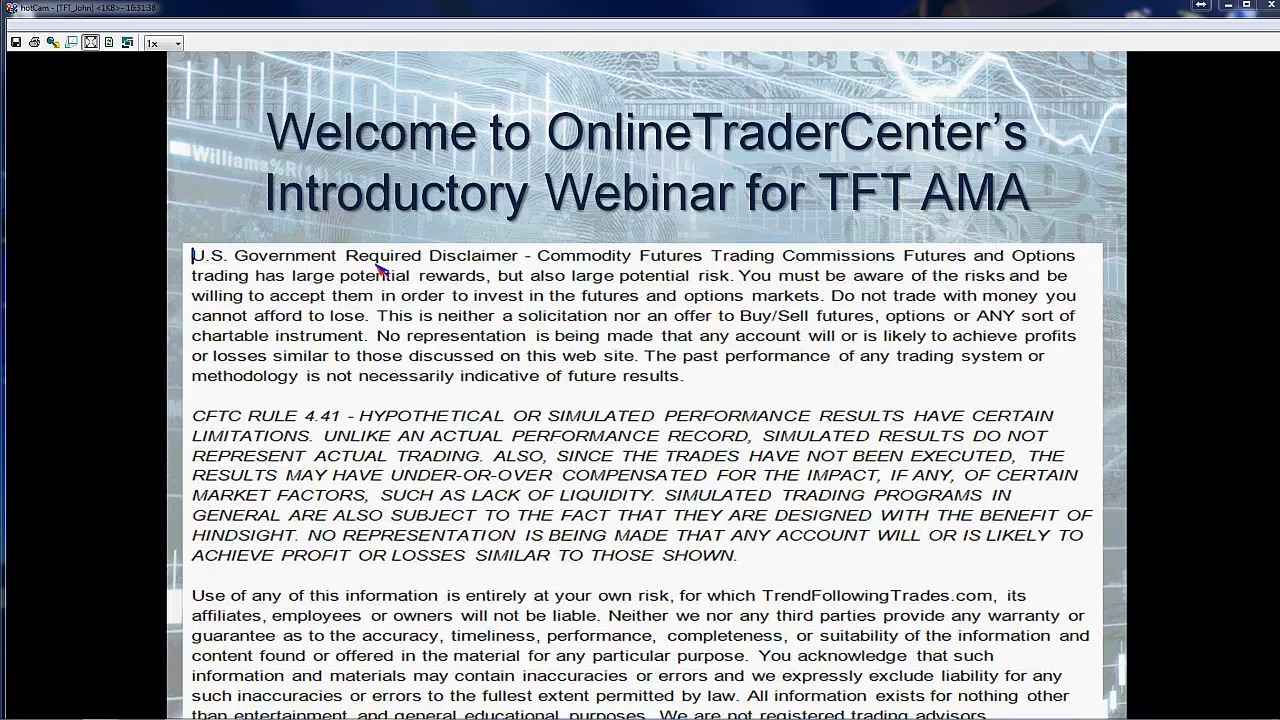 hotCam - [TFT_John] <1KB>- 16:31:38
1x
RESERVE
Williams%R(
Welcome to OnlineTraderCenter’s
Introductory Webinar for TFT AMA
U.S. Government Required Disclaimer - Commodity Futures Trading Commissions Futures and Options
trading has large potential rewards, but also large potential risk. You must be aware of the risks and be
willing to accept them in order to invest in the futures and options markets. Do not trade with money you
cannot afford to lose. This is neither a solicitation nor an offer to Buy/Sell futures, options or ANY sort of
chartable instrument. No representation is being made that any account will or is likely to achieve profits
or losses similar to those discussed on this web site. The past performance of any trading system or
methodology is not necessarily indicative of future results.
CFTC RULE 4.41 - HYPOTHETICAL OR SIMULATED PERFORMANCE RESULTS HAVE CERTAIN
LIMITATIONS. UNLIKE AN ACTUAL PERFORMANCE RECORD, SIMULATED RESULTS DO NOT
REPRESENT ACTUAL TRADING. ALSO, SINCE THE TRADES HAVE NOT BEEN EXECUTED, THE
RESULTS MAY HAVE UNDER-OR-OVER COMPENSATED FOR THE IMPACT, IF ANY, OF CERTAIN
MARKET FACTORS, SUCH AS LACK OF LIQUIDITY. SIMULATED TRADING PROGRAMS IN
GENERAL ARE ALSO SUBJECT TO THE FACT THAT THEY ARE DESIGNED WITH THE BENEFIT OF
HINDSIGHT. NO REPRESENTATION IS BEING MADE THAT ANY ACCOUNT WILL OR IS LIKELY TO
ACHIEVE PROFIT OR LOSSES SIMILAR TO THOSE SHOWN.
Use of any of this information is entirely at your own risk, for which TrendFollowingTrades.com, its
affiliates, employees or owners will not be liable. Neither we nor any third parties provide any warranty or
guarantee as to the accuracy, timeliness, performance, completeness, or suitability of the information and
content found or offered in the material for any particular purpose. You acknowledge that such
information and materials may contain inaccuracies or errors and we expressly exclude liability for any
such inaccuracies or errors to the fullest extent permitted by law. All information exists for nothing other
than entertainment and general educational purposes. We are not registered trading advisors.